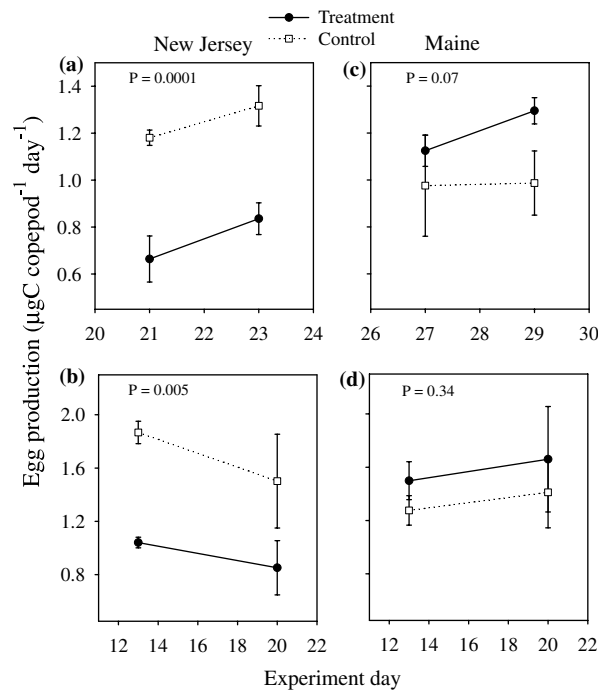 Treatment
Control
New Jersey
Maine
(a)
P = 0.0001
1.4
1.2
1.0
0.8
0.6
20 21 22 23 24
(c)
P = 0.07
26 27 28 29 30
Egg production (μgC copepod⁻¹ day⁻¹)
(b)
P = 0.005
2.0
1.6
1.2
0.8
12 14 16 18 20 22
(d)
P = 0.34
12 14 16 18 20 22
Experiment day